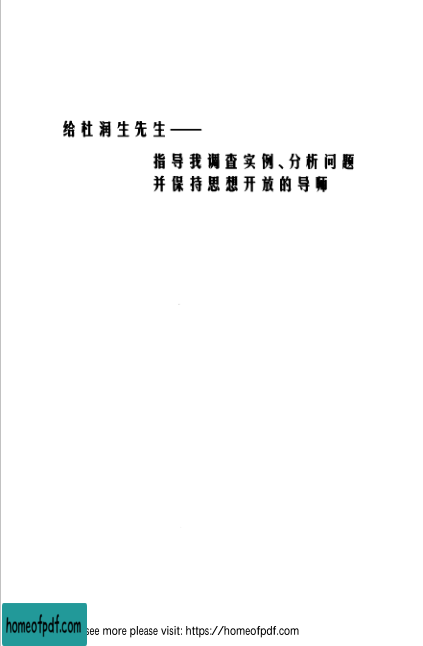 给杜润生先生——
指导我调查实例、分析问题
并保持思想开放的导师
homeofpdf.com
see more please visit: https://homeofpdf.com